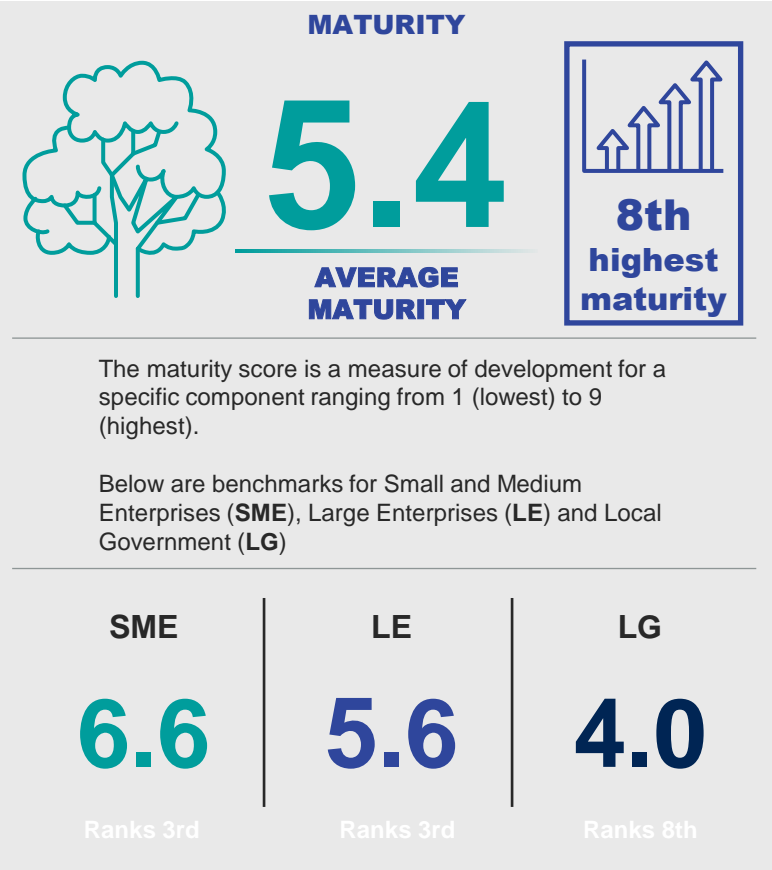 MATURITY
5.4
AVERAGE
MATURITY
8th
highest
maturity
The maturity score is a measure of development for a
specific component ranging from 1 (lowest) to 9
(highest).
Below are benchmarks for Small and Medium
Enterprises (SME), Large Enterprises (LE) and Local
Government (LG)
SME
LE
LG
6.6
5.6
4.0
Ranks 3rd
Ranks 3rd
Ranks 8th